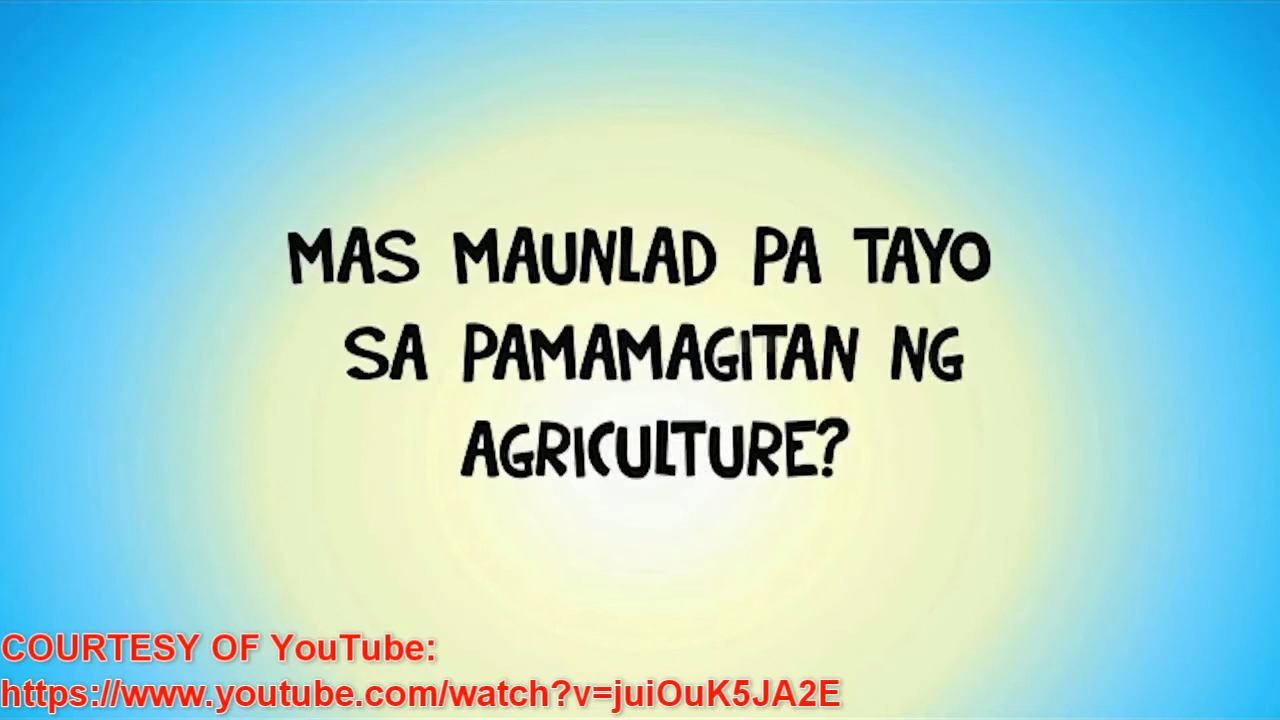 MAS MAUNLAD PA TAYO
SA PAMAMAGITAN NG
AGRICULTURE?
COURTESY OF YouTube:
https://www.youtube.com/watch?v=juiOuK5JA2E